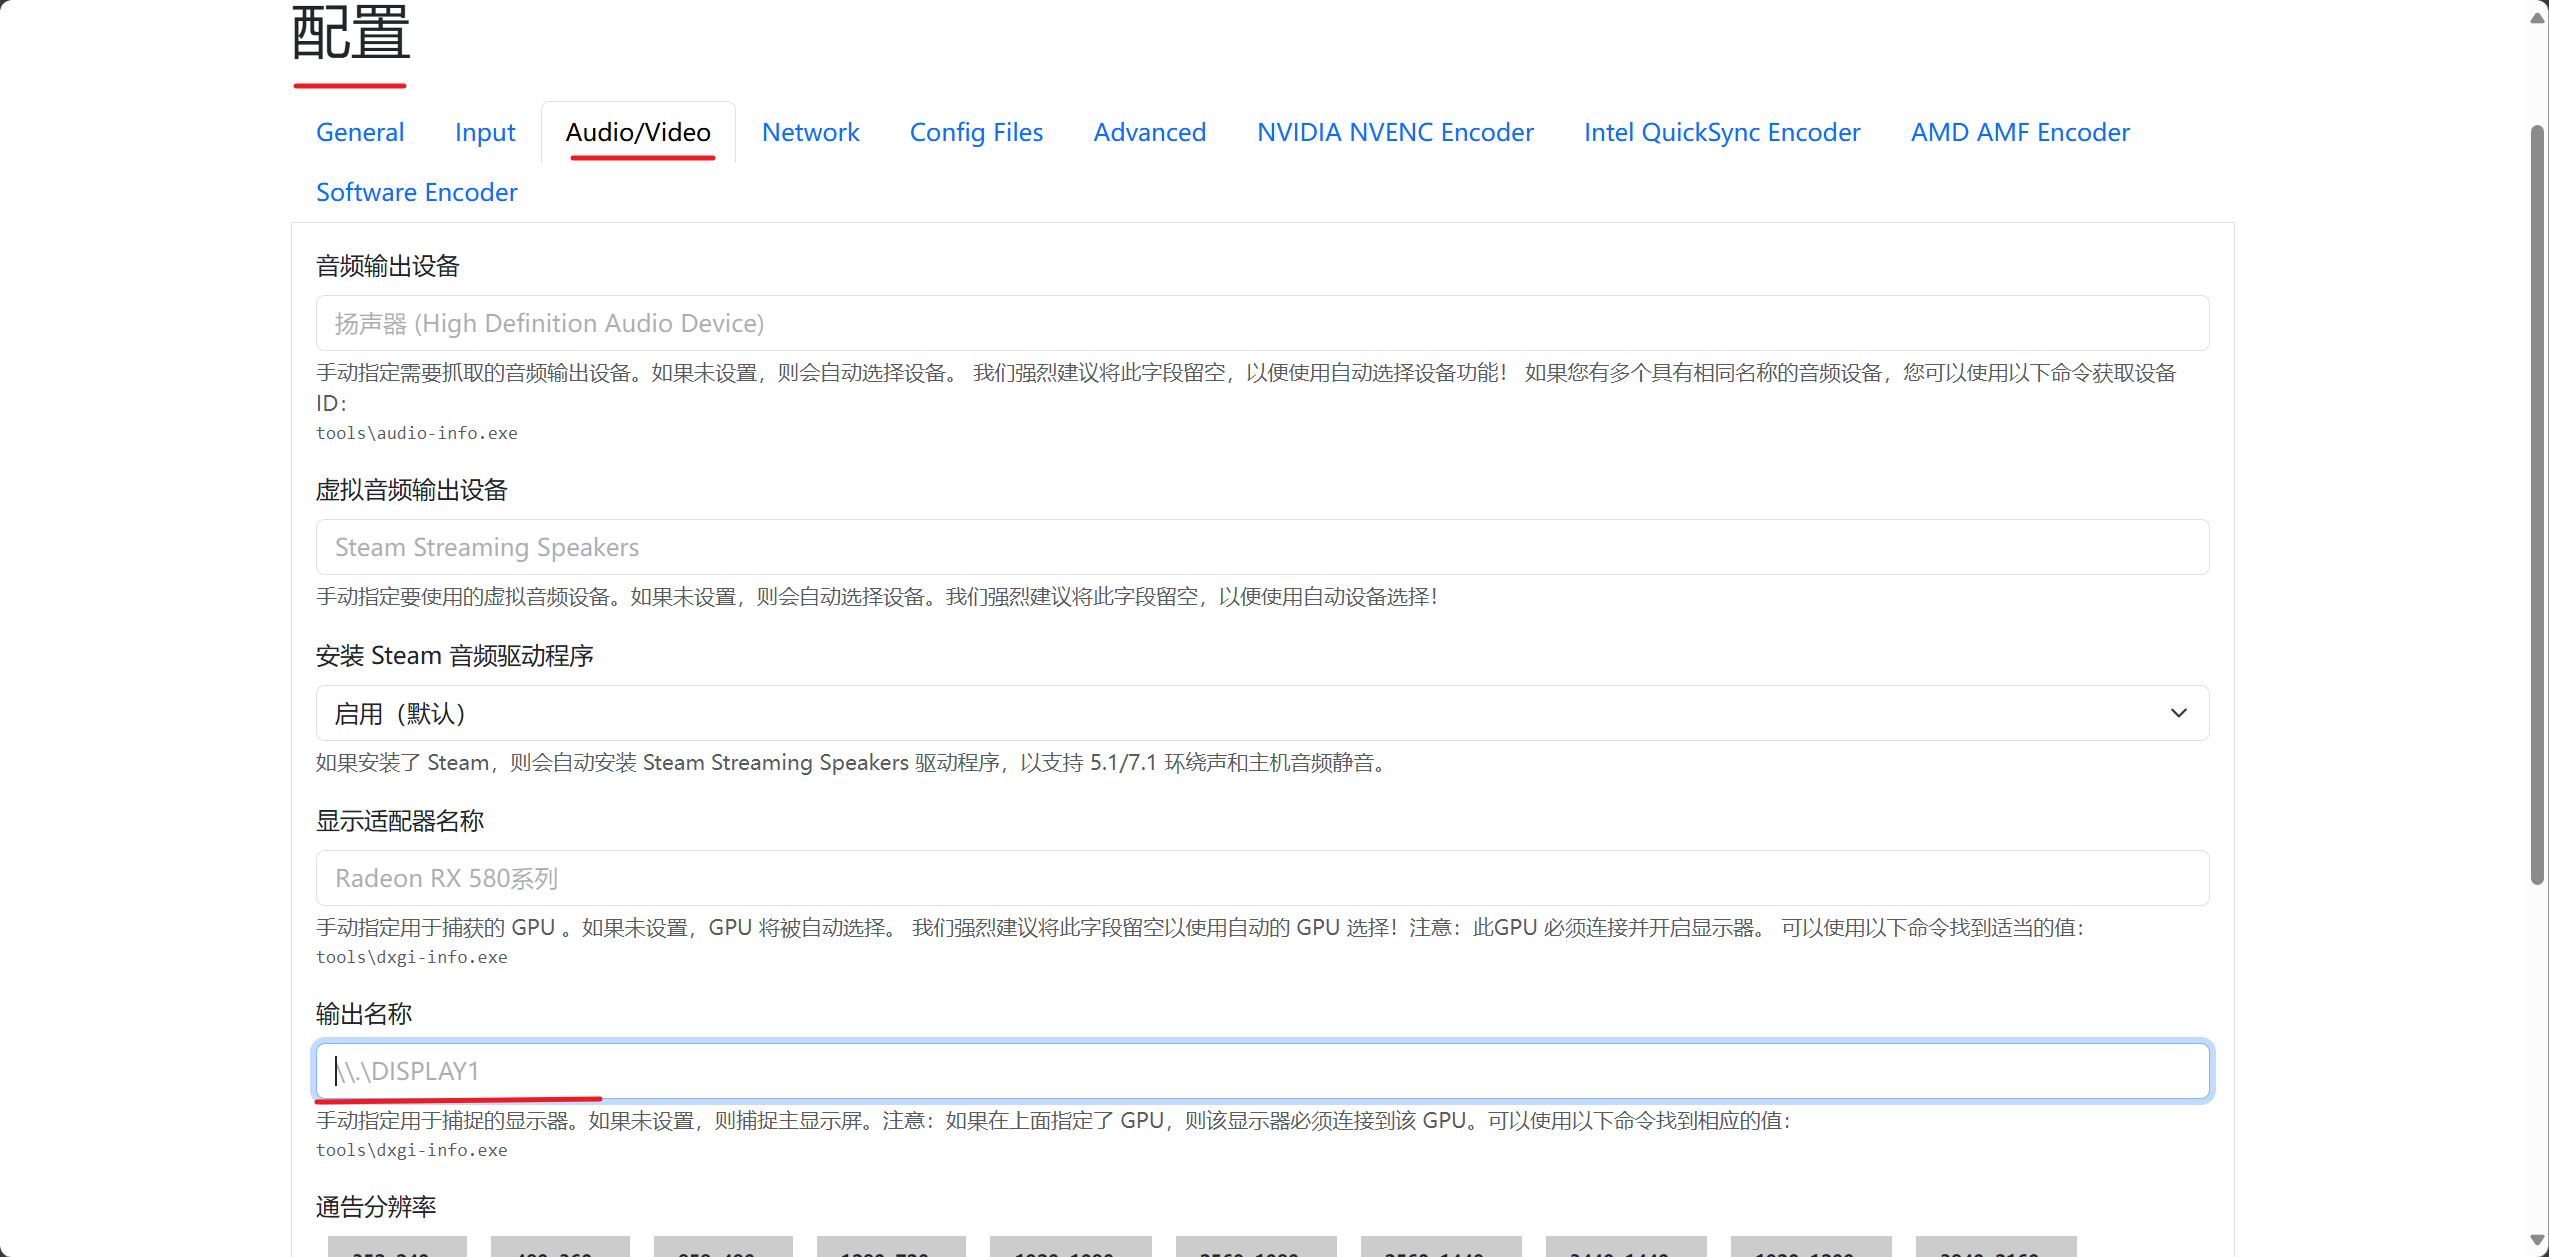 配置
General Input Audio/Video Network Config Files Advanced NVIDIA NVENC Encoder Intel QuickSync Encoder AMD AMF Encoder
Software Encoder
音频输出设备
扬声器 (High Definition Audio Device)
手动指定需要抓取的音频输出设备。如果未设置，则会自动选择设备。 我们强烈建议将此字段留空，以便使用自动选择设备功能！ 如果您有多个具有相同名称的音频设备，您可以使用以下命令获取设备
ID：
tools\audio-info.exe
虚拟音频输出设备
Steam Streaming Speakers
手动指定要使用的虚拟音频设备。如果未设置，则会自动选择设备。我们强烈建议将此字段留空，以便使用自动设备选择！
安装 Steam 音频驱动程序
启用（默认）
如果安装了 Steam，则会自动安装 Steam Streaming Speakers 驱动程序，以支持 5.1/7.1 环绕声和主机音频静音。
显示适配器名称
Radeon RX 580系列
手动指定用于捕获的 GPU 。如果未设置，GPU 将被自动选择。 我们强烈建议将此字段留空以使用自动的 GPU 选择！注意：此GPU 必须连接并开启显示器。 可以使用以下命令找到适当的值：
tools\dxgi-info.exe
输出名称
\\.\DISPLAY1
手动指定用于捕捉的显示器。如果未设置，则捕捉主显示屏。注意：如果在上面指定了 GPU，则该显示器必须连接到该 GPU。可以使用以下命令找到相应的值：
tools\dxgi-info.exe
通告分辨率